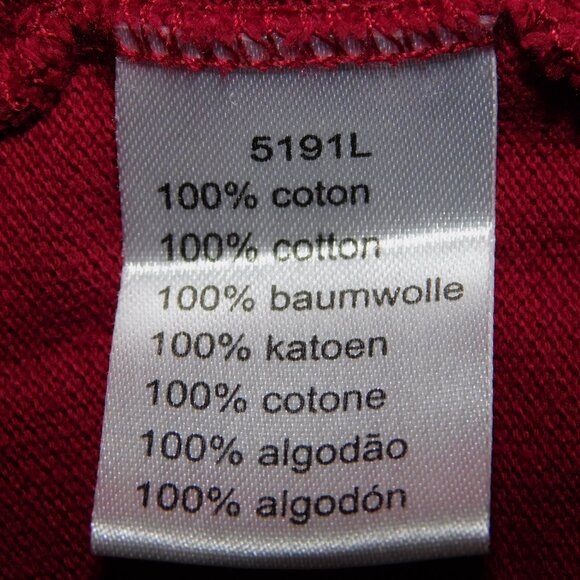 5191L
100% coton
100% cotton
100% baumwolle
100% katoen
100% cotone
100% algodão
100% algodón